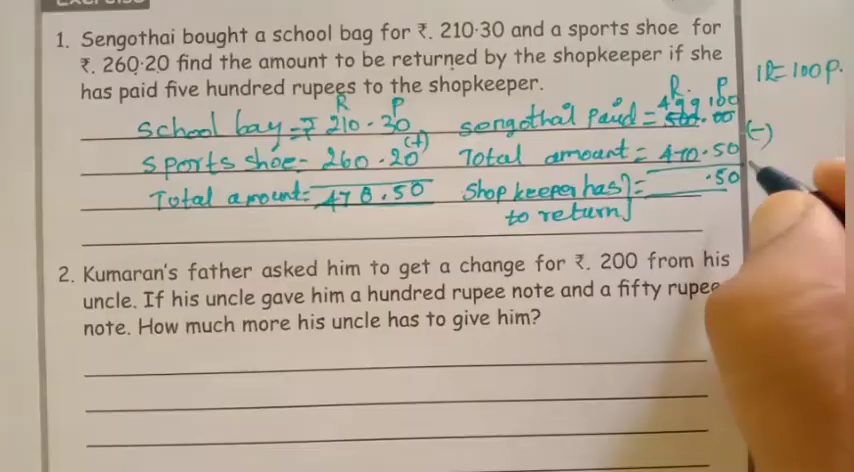 Exercise
1. Sengothai bought a school bag for ₹. 210·30 and a sports shoe for
₹. 260·20 find the amount to be returned by the shopkeeper if she
has paid five hundred rupees to the shopkeeper.
1R = 100 P.
R P R. P
499 100
School bag = ₹ 210.30 Sengothai Paid = 500.00
Sports shoe = 260.20 (+) Total amount = 470.50 (-)
Total amount = 470.50 Shop keeper has } = .50
to return
2. Kumaran's father asked him to get a change for ₹. 200 from his
uncle. If his uncle gave him a hundred rupee note and a fifty rupee
note. How much more his uncle has to give him?